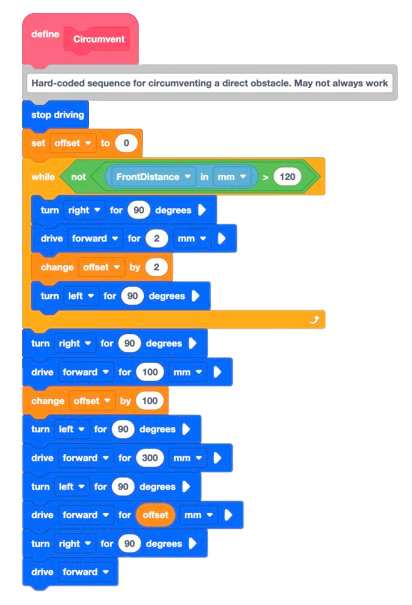 define Circumvent
Hard-coded sequence for circumventing a direct obstacle. May not always work
stop driving
set offset to 0
while not FrontDistance in mm > 120
turn right for 90 degrees
drive forward for 2 mm
change offset by 2
turn left for 90 degrees
turn right for 90 degrees
drive forward for 100 mm
change offset by 100
turn left for 90 degrees
drive forward for 300 mm
turn left for 90 degrees
drive forward for offset mm
turn right for 90 degrees
drive forward